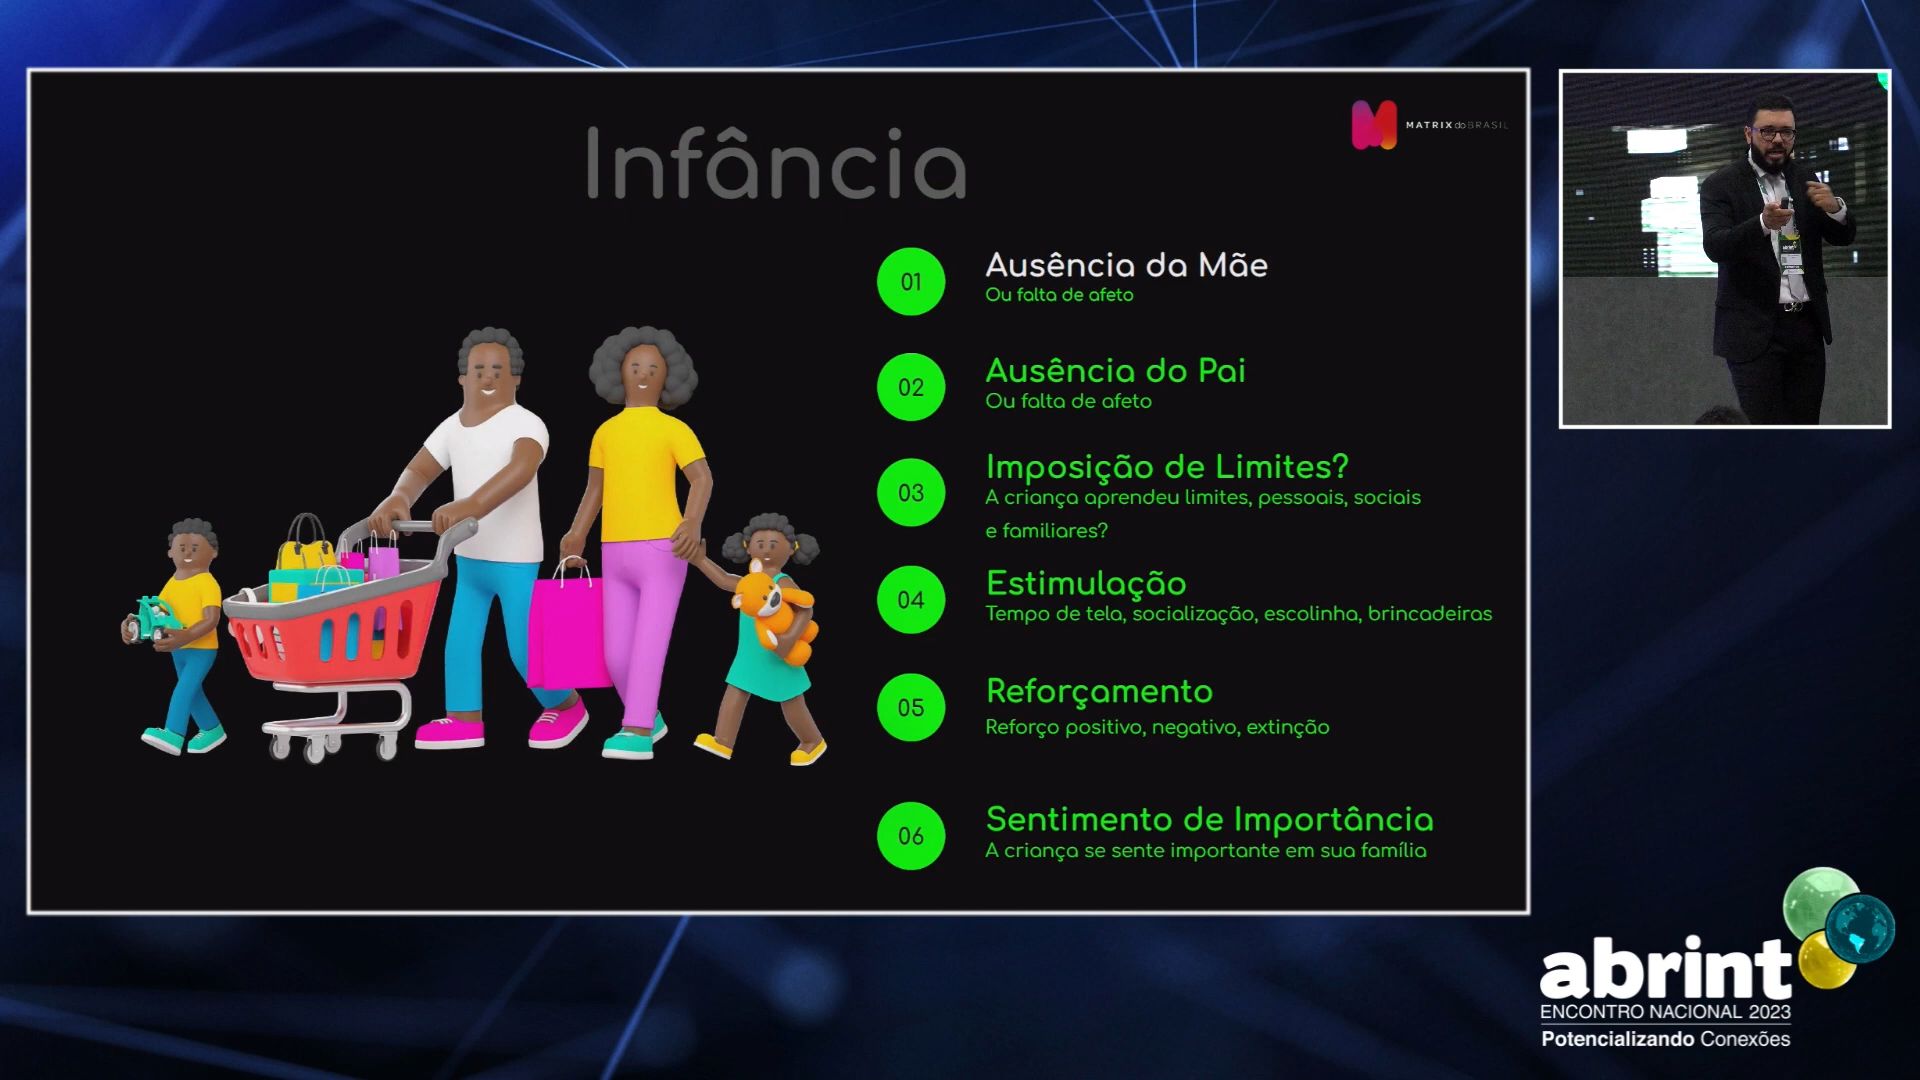 Infância
MATRIX do BRASIL
01
Ausência da Mãe
Ou falta de afeto
02
Ausência do Pai
Ou falta de afeto
03
Imposição de Limites?
A criança aprendeu limites, pessoais, sociais
e familiares?
04
Estimulação
Tempo de tela, socialização, escolinha, brincadeiras
05
Reforçamento
Reforço positivo, negativo, extinção
06
Sentimento de Importância
A criança se sente importante em sua família
abrint
abrint
ENCONTRO NACIONAL 2023
Potencializando Conexões